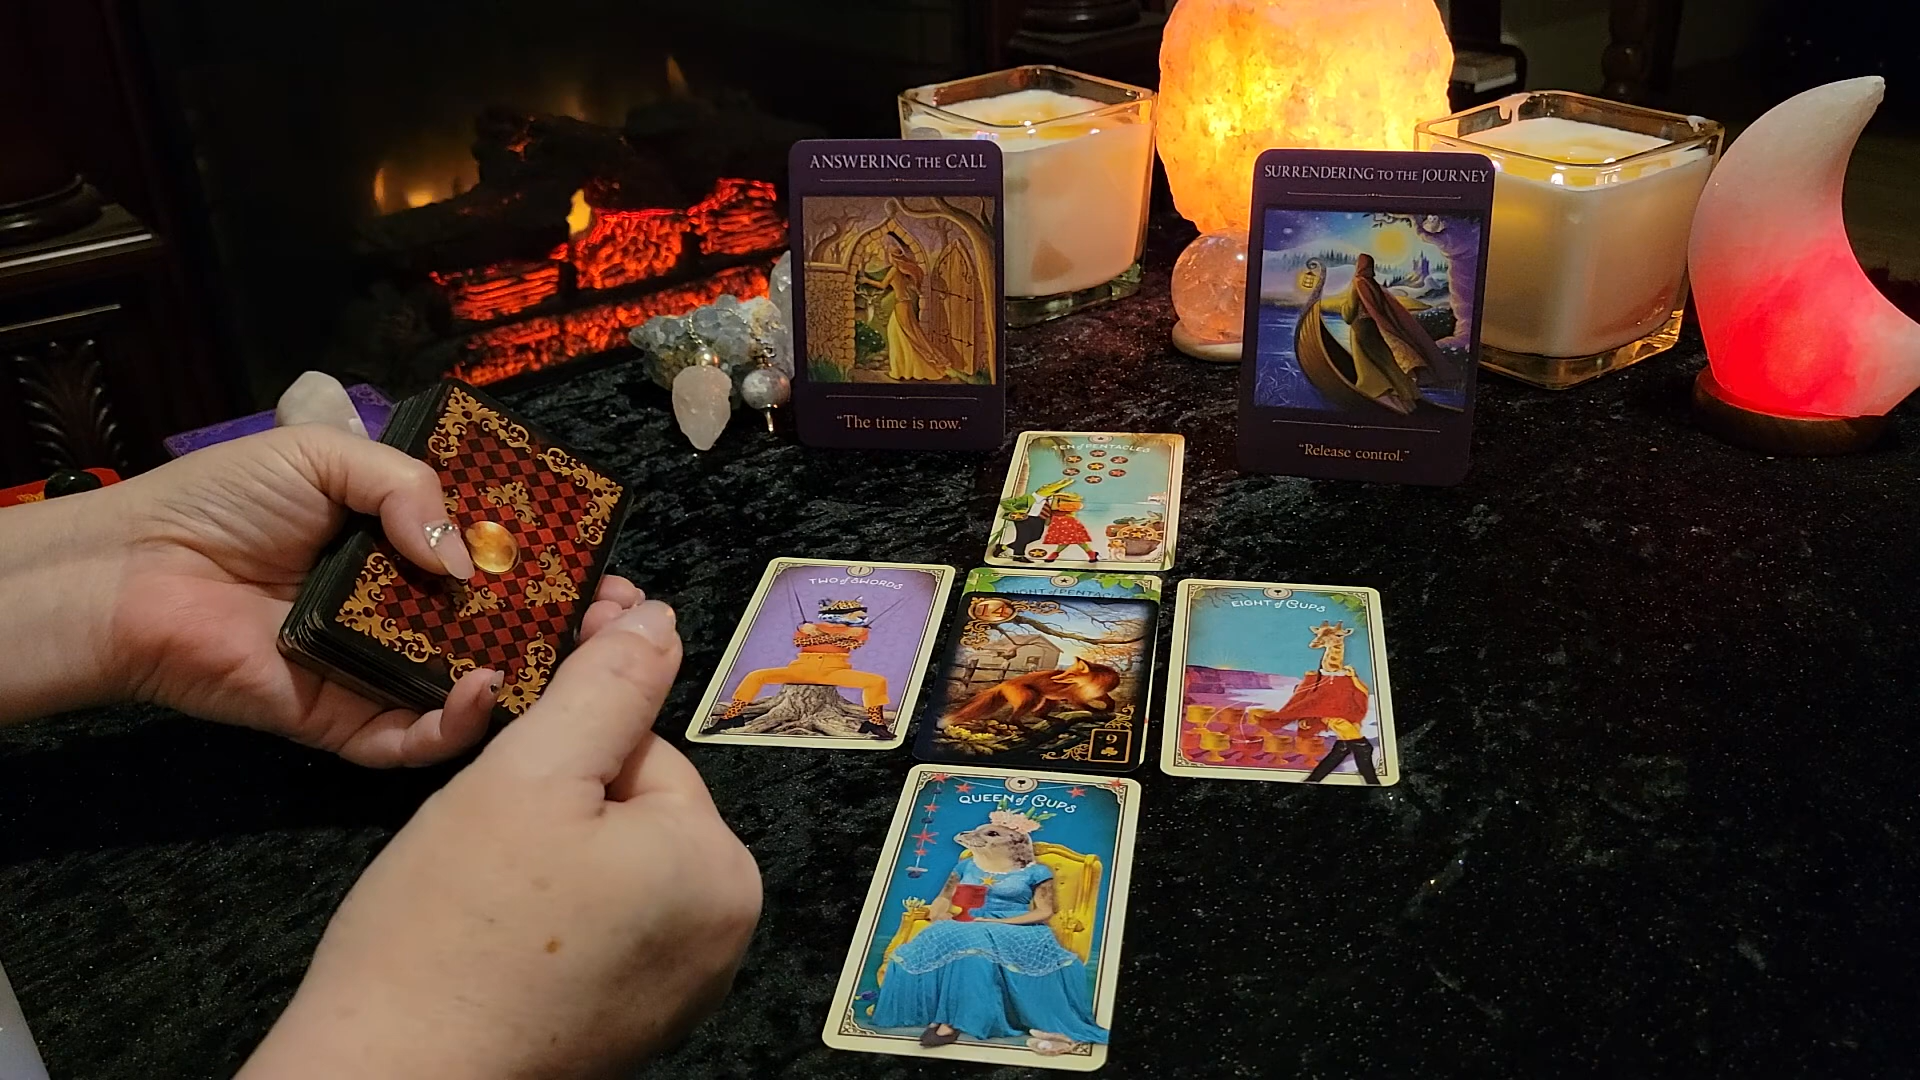 ANSWERING THE CALL
"The time is now."
SURRENDERING TO THE JOURNEY
"Release control."
TEN of PENTACLES
TWO of SWORDS
KNIGHT of PENTACLES
EIGHT of CUPS
9
QUEEN of CUPS